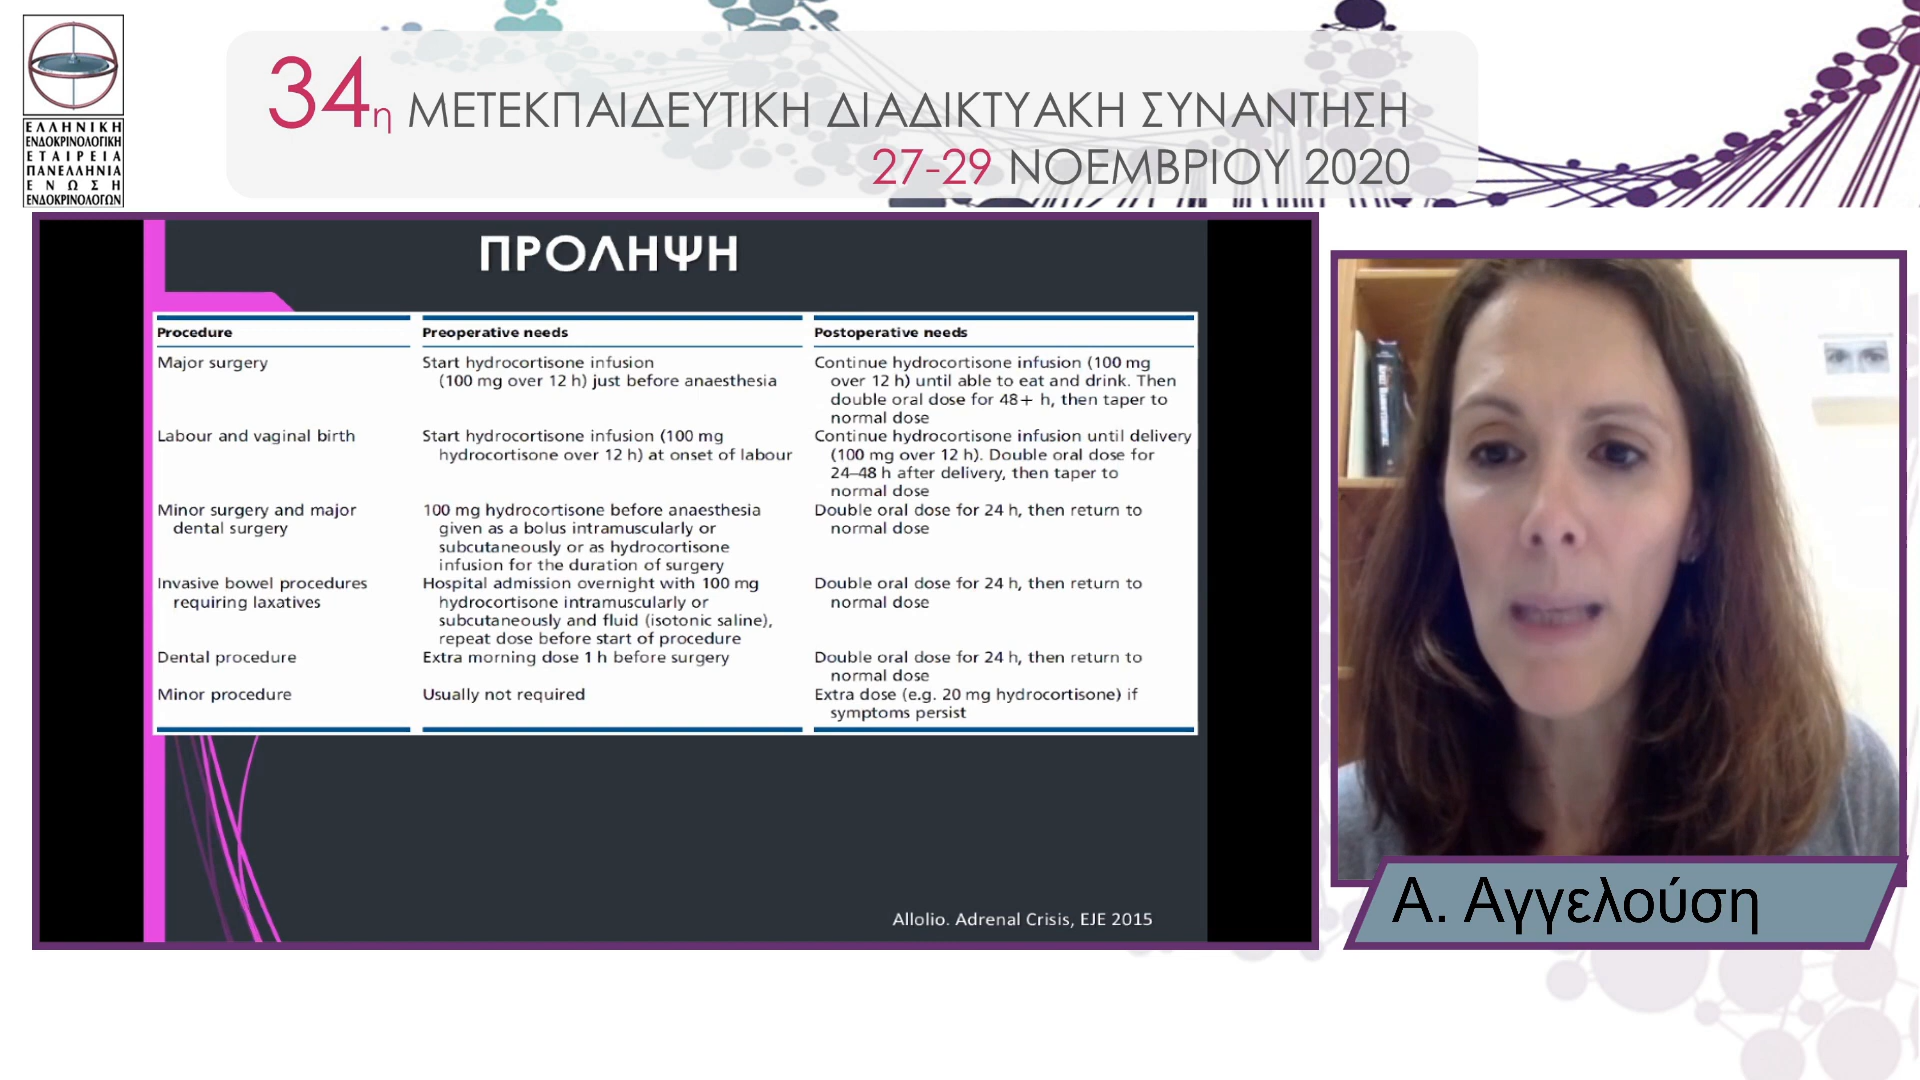 ΕΛΛΗΝΙΚΗ
ΕΝΔΟΚΡΙΝΟΛΟΓΙΚΗ
ΕΤΑΙΡΕΙΑ
ΠΑΝΕΛΛΗΝΙΑ
ΕΝΩΣΗ
ΕΝΔΟΚΡΙΝΟΛΟΓΩΝ
34η ΜΕΤΕΚΠΑΙΔΕΥΤΙΚΗ ΔΙΑΔΙΚΤΥΑΚΗ ΣΥΝΑΝΤΗΣΗ
27-29 ΝΟΕΜΒΡΙΟΥ 2020
ΠΡΟΛΗΨΗ
Procedure Preoperative needs Postoperative needs
Major surgery Start hydrocortisone infusion Continue hydrocortisone infusion (100 mg
(100 mg over 12 h) just before anaesthesia over 12 h) until able to eat and drink. Then
double oral dose for 48+ h, then taper to
normal dose
Labour and vaginal birth Start hydrocortisone infusion (100 mg Continue hydrocortisone infusion until delivery
hydrocortisone over 12 h) at onset of labour (100 mg over 12 h). Double oral dose for
24–48 h after delivery, then taper to
normal dose
Minor surgery and major 100 mg hydrocortisone before anaesthesia Double oral dose for 24 h, then return to
dental surgery given as a bolus intramuscularly or normal dose
subcutaneously or as hydrocortisone
infusion for the duration of surgery
Invasive bowel procedures Hospital admission overnight with 100 mg Double oral dose for 24 h, then return to
requiring laxatives hydrocortisone intramuscularly or normal dose
subcutaneously and fluid (isotonic saline),
repeat dose before start of procedure
Dental procedure Extra morning dose 1 h before surgery Double oral dose for 24 h, then return to
normal dose
Minor procedure Usually not required Extra dose (e.g. 20 mg hydrocortisone) if
symptoms persist
Allolio. Adrenal Crisis, EJE 2015
Α. Αγγελούση